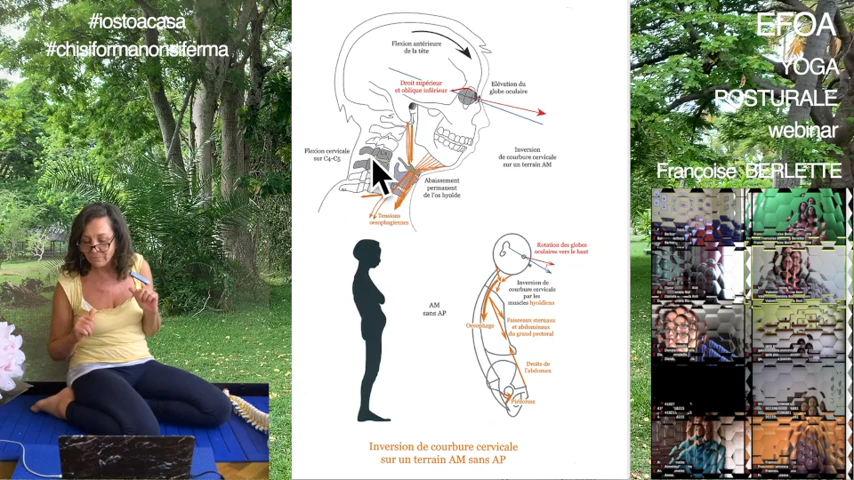 #iostoacasa
#chisiformanonsiferma
Flexion antérieure
de la tête
Droit supérieur
et oblique inférieur
Elévation du
globe oculaire
Flexion cervicale
sur C4-C5
Inversion
de courbure cervicale
sur un terrain AM
Abaissement
permanent
de l'os hyoïde
Tensions
oesophagiennes
AM
sans AP
Rotation des globes
oculaires vers le haut
Inversion de
courbure cervicale
par les
muscles hyoïdiens
Oesophage
Faisceaux sternaux
et abdominaux
du grand pectoral
Droits de
l'abdomen
Piriforme
Inversion de courbure cervicale
sur un terrain AM sans AP
EFOA
YOGA
POSTURALE
webinar
Françoise BERLETTE